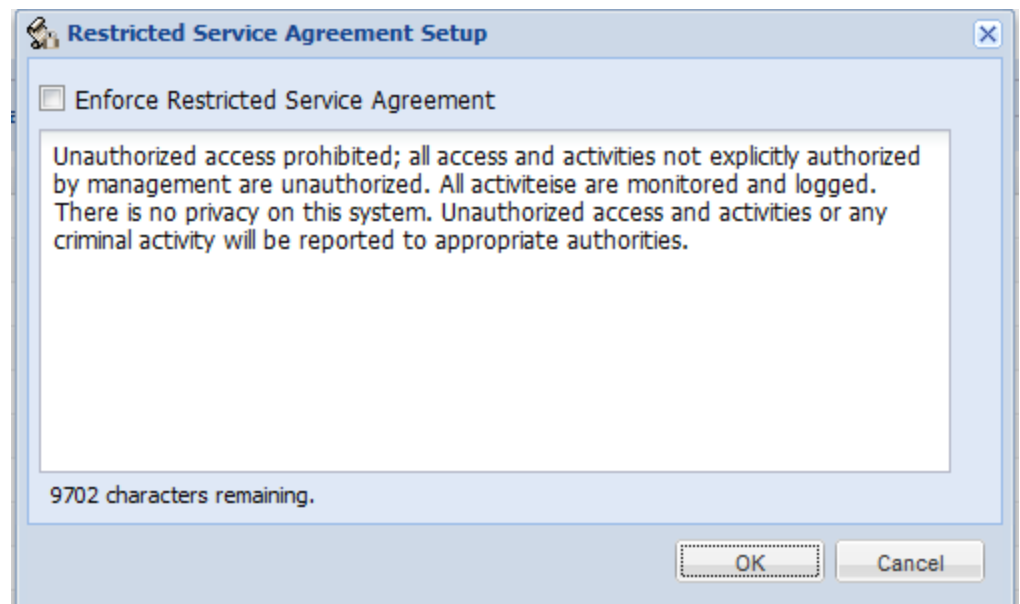 Restricted Service Agreement Setup
Enforce Restricted Service Agreement
Unauthorized access prohibited; all access and activities not explicitly authorized
by management are unauthorized. All activiteise are monitored and logged.
There is no privacy on this system. Unauthorized access and activities or any
criminal activity will be reported to appropriate authorities.
9702 characters remaining.
OK Cancel